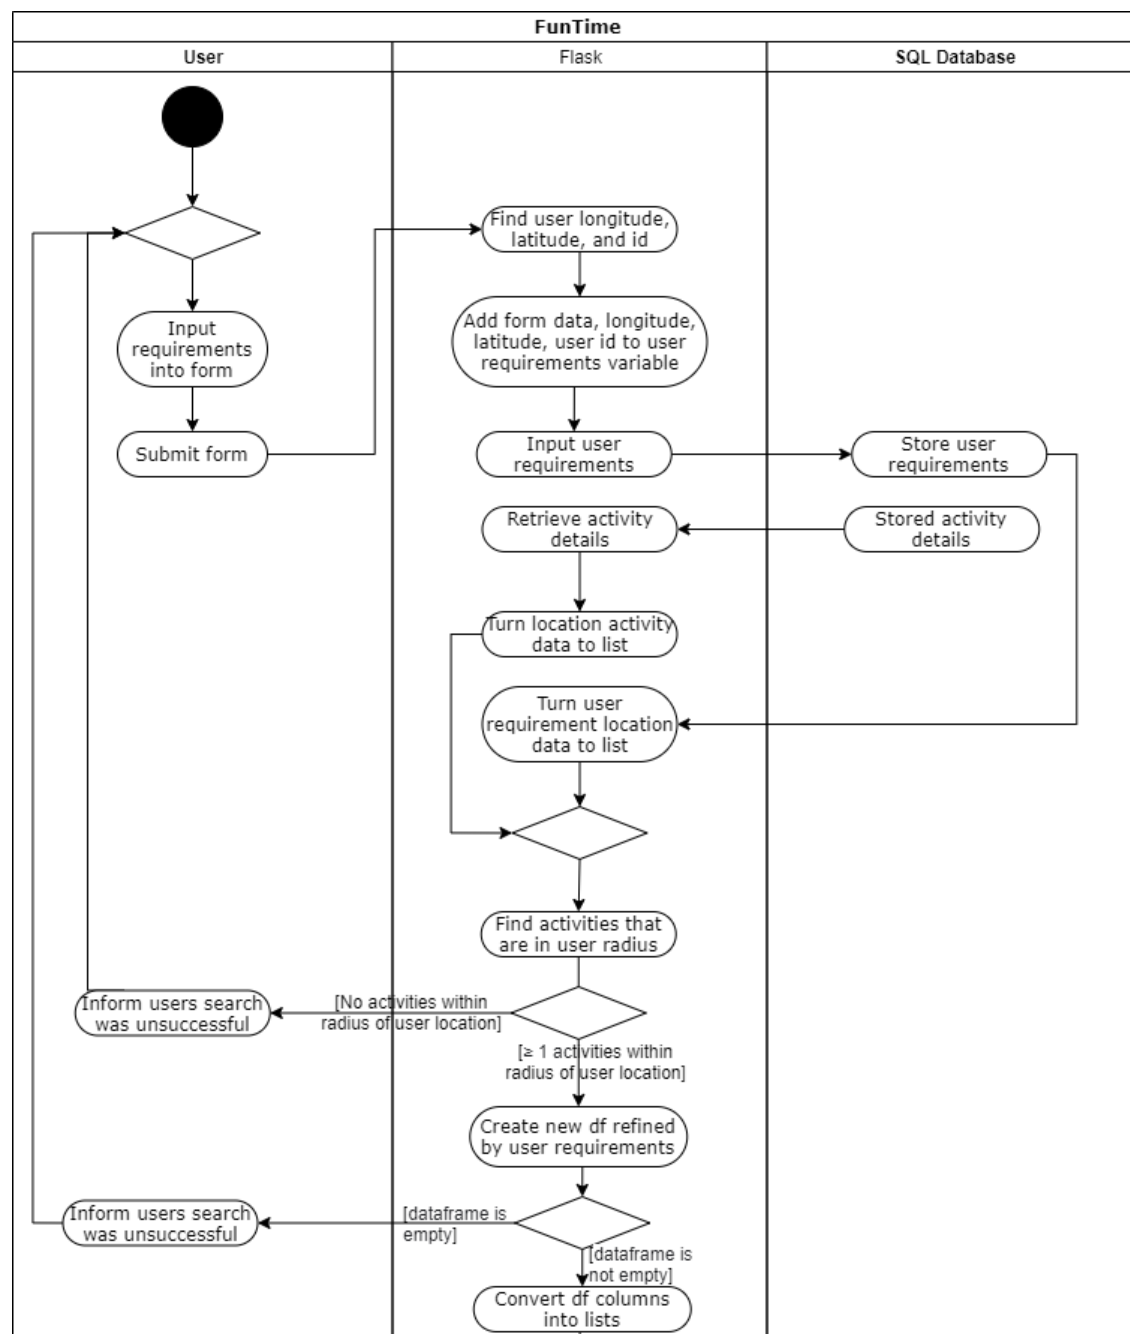 FunTime
User
Flask
SQL Database
Find user longitude,
latitude, and id
Input
requirements
into form
Add form data, longitude,
latitude, user id to user
requirements variable
Submit form
Input user
requirements
Store user
requirements
Retrieve activity
details
Stored activity
details
Turn location activity
data to list
Turn user
requirement location
data to list
Find activities that
are in user radius
Inform users search
was unsuccessful
[No activities within
radius of user location]
[≥ 1 activities within
radius of user location]
Create new df refined
by user requirements
Inform users search
was unsuccessful
[dataframe is
empty]
[dataframe is
not empty]
Convert df columns
into lists